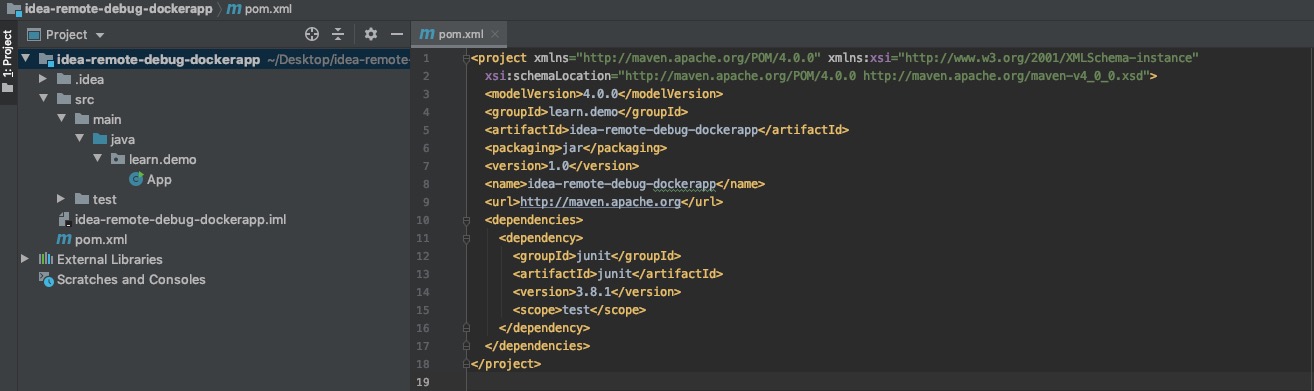 idea-remote-debug-dockerapp pom.xml
1: Project
Project
idea-remote-debug-dockerapp ~/Desktop/idea-remote-
.idea
src
main
java
learn.demo
App
test
idea-remote-debug-dockerapp.iml
pom.xml
External Libraries
Scratches and Consoles
pom.xml
1 <project xmlns="http://maven.apache.org/POM/4.0.0" xmlns:xsi="http://www.w3.org/2001/XMLSchema-instance"
2 xsi:schemaLocation="http://maven.apache.org/POM/4.0.0 http://maven.apache.org/maven-v4_0_0.xsd">
3 <modelVersion>4.0.0</modelVersion>
4 <groupId>learn.demo</groupId>
5 <artifactId>idea-remote-debug-dockerapp</artifactId>
6 <packaging>jar</packaging>
7 <version>1.0</version>
8 <name>idea-remote-debug-dockerapp</name>
9 <url>http://maven.apache.org</url>
10 <dependencies>
11 <dependency>
12 <groupId>junit</groupId>
13 <artifactId>junit</artifactId>
14 <version>3.8.1</version>
15 <scope>test</scope>
16 </dependency>
17 </dependencies>
18 </project>
19